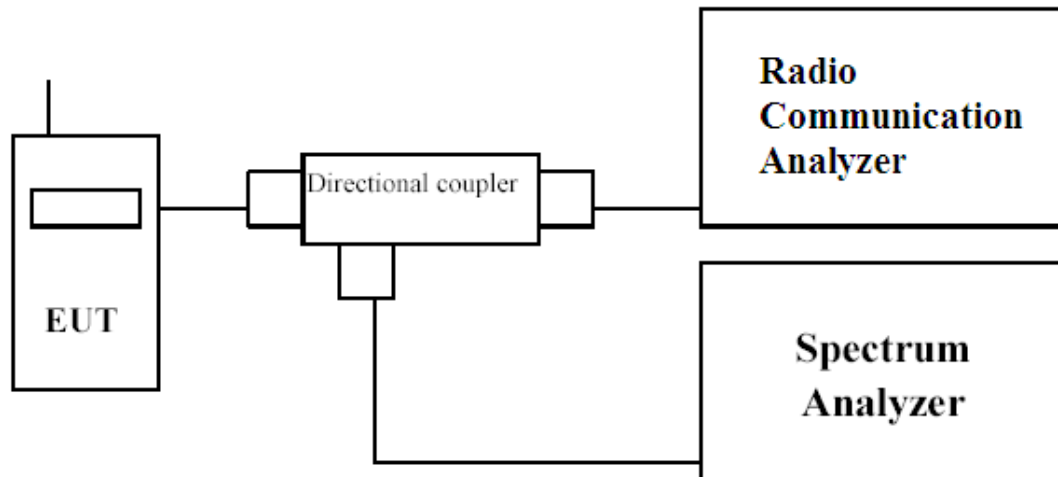 Radio
Communication
Analyzer
Directional coupler
EUT
Spectrum
Analyzer